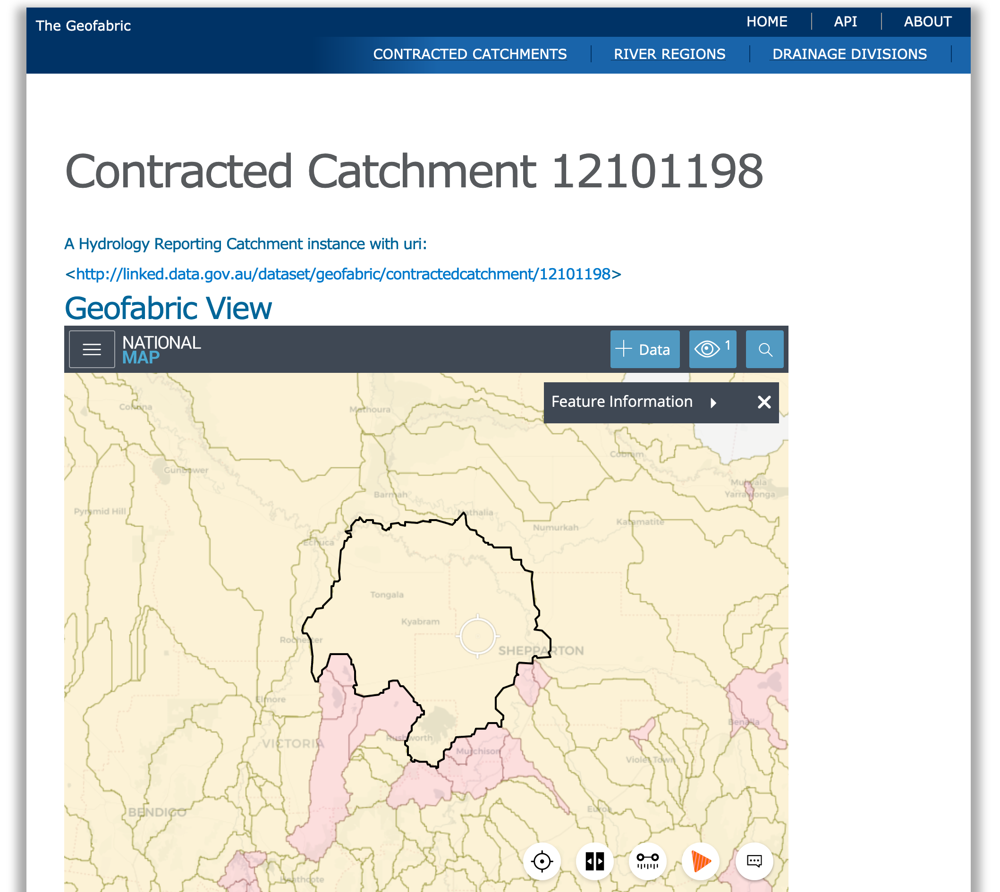 The Geofabric
HOME
API
ABOUT
CONTRACTED CATCHMENTS
RIVER REGIONS
DRAINAGE DIVISIONS
Contracted Catchment 12101198
A Hydrology Reporting Catchment instance with uri:
<http://linked.data.gov.au/dataset/geofabric/contractedcatchment/12101198>
Geofabric View
NATIONAL
MAP
Data
1
Feature Information
Cohuna
Mathoura
Cobram
Gunbower
Mulwala
Yarrawonga
Barmah
Pyramid Hill
Nathalia
Katamatite
Numurkah
Echuca
Tongala
Kyabram
Rochester
SHEPPARTON
Elmore
Benalla
Rushworth
VICTORIA
Murchison
Violet Town
Euroa
BENDIGO
Heathcote